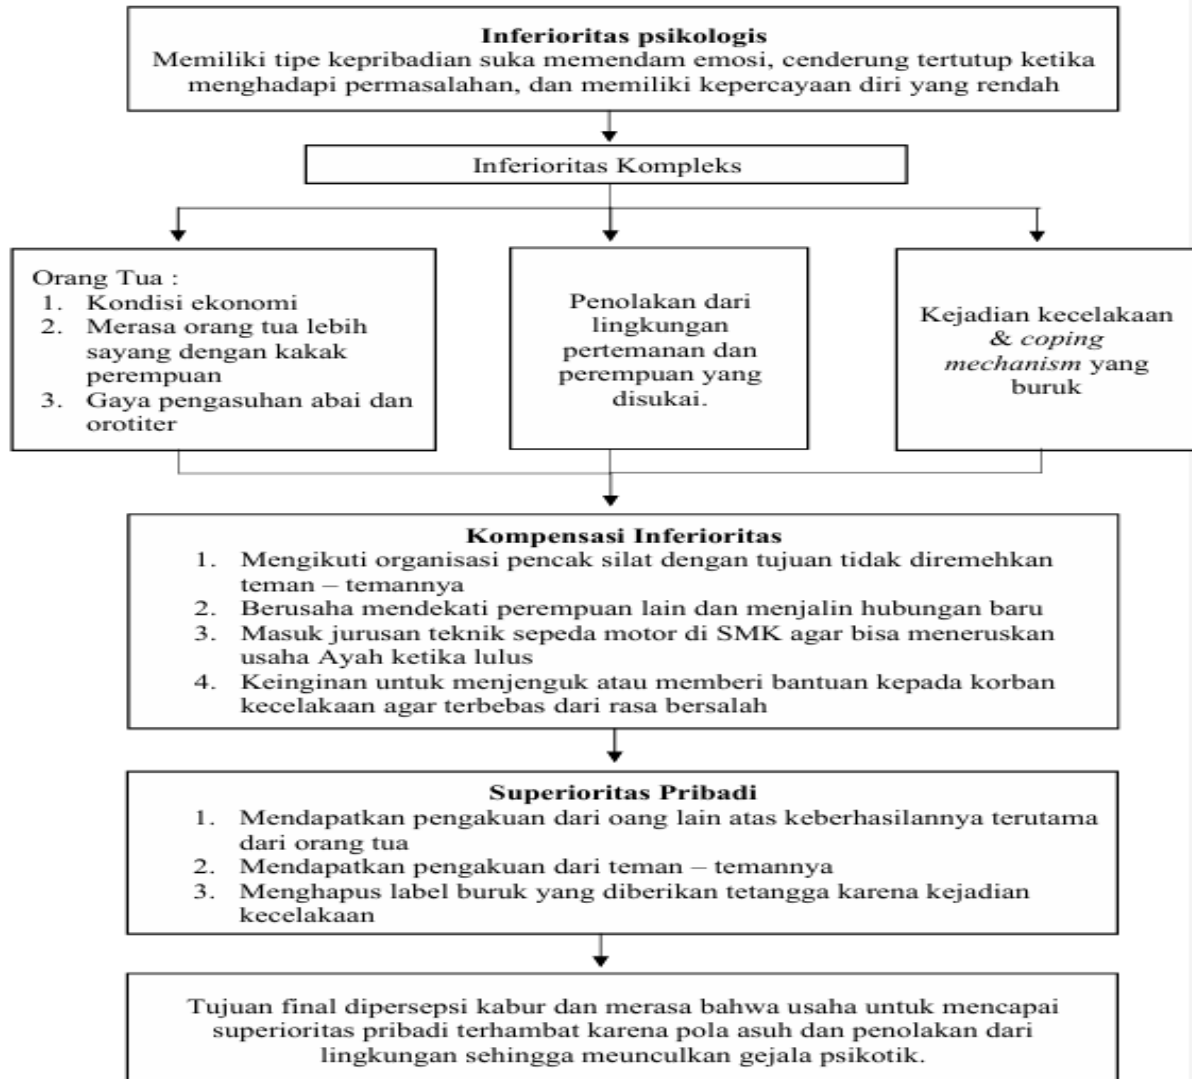 Inferioritas psikologis
Memiliki tipe kepribadian suka memendam emosi, cenderung tertutup ketika
menghadapi permasalahan, dan memiliki kepercayaan diri yang rendah
Inferioritas Kompleks
Orang Tua :
1. Kondisi ekonomi
2. Merasa orang tua lebih
sayang dengan kakak
perempuan
3. Gaya pengasuhan abai dan
orotiter
Penolakan dari
lingkungan
pertemanan dan
perempuan yang
disukai.
Kejadian kecelakaan
& coping
mechanism yang
buruk
Kompensasi Inferioritas
1. Mengikuti organisasi pencak silat dengan tujuan tidak diremehkan
teman – temannya
2. Berusaha mendekati perempuan lain dan menjalin hubungan baru
3. Masuk jurusan teknik sepeda motor di SMK agar bisa meneruskan
usaha Ayah ketika lulus
4. Keinginan untuk menjenguk atau memberi bantuan kepada korban
kecelakaan agar terbebas dari rasa bersalah
Superioritas Pribadi
1. Mendapatkan pengakuan dari oang lain atas keberhasilannya terutama
dari orang tua
2. Mendapatkan pengakuan dari teman – temannya
3. Menghapus label buruk yang diberikan tetangga karena kejadian
kecelakaan
Tujuan final dipersepsi kabur dan merasa bahwa usaha untuk mencapai
superioritas pribadi terhambat karena pola asuh dan penolakan dari
lingkungan sehingga meunculkan gejala psikotik.